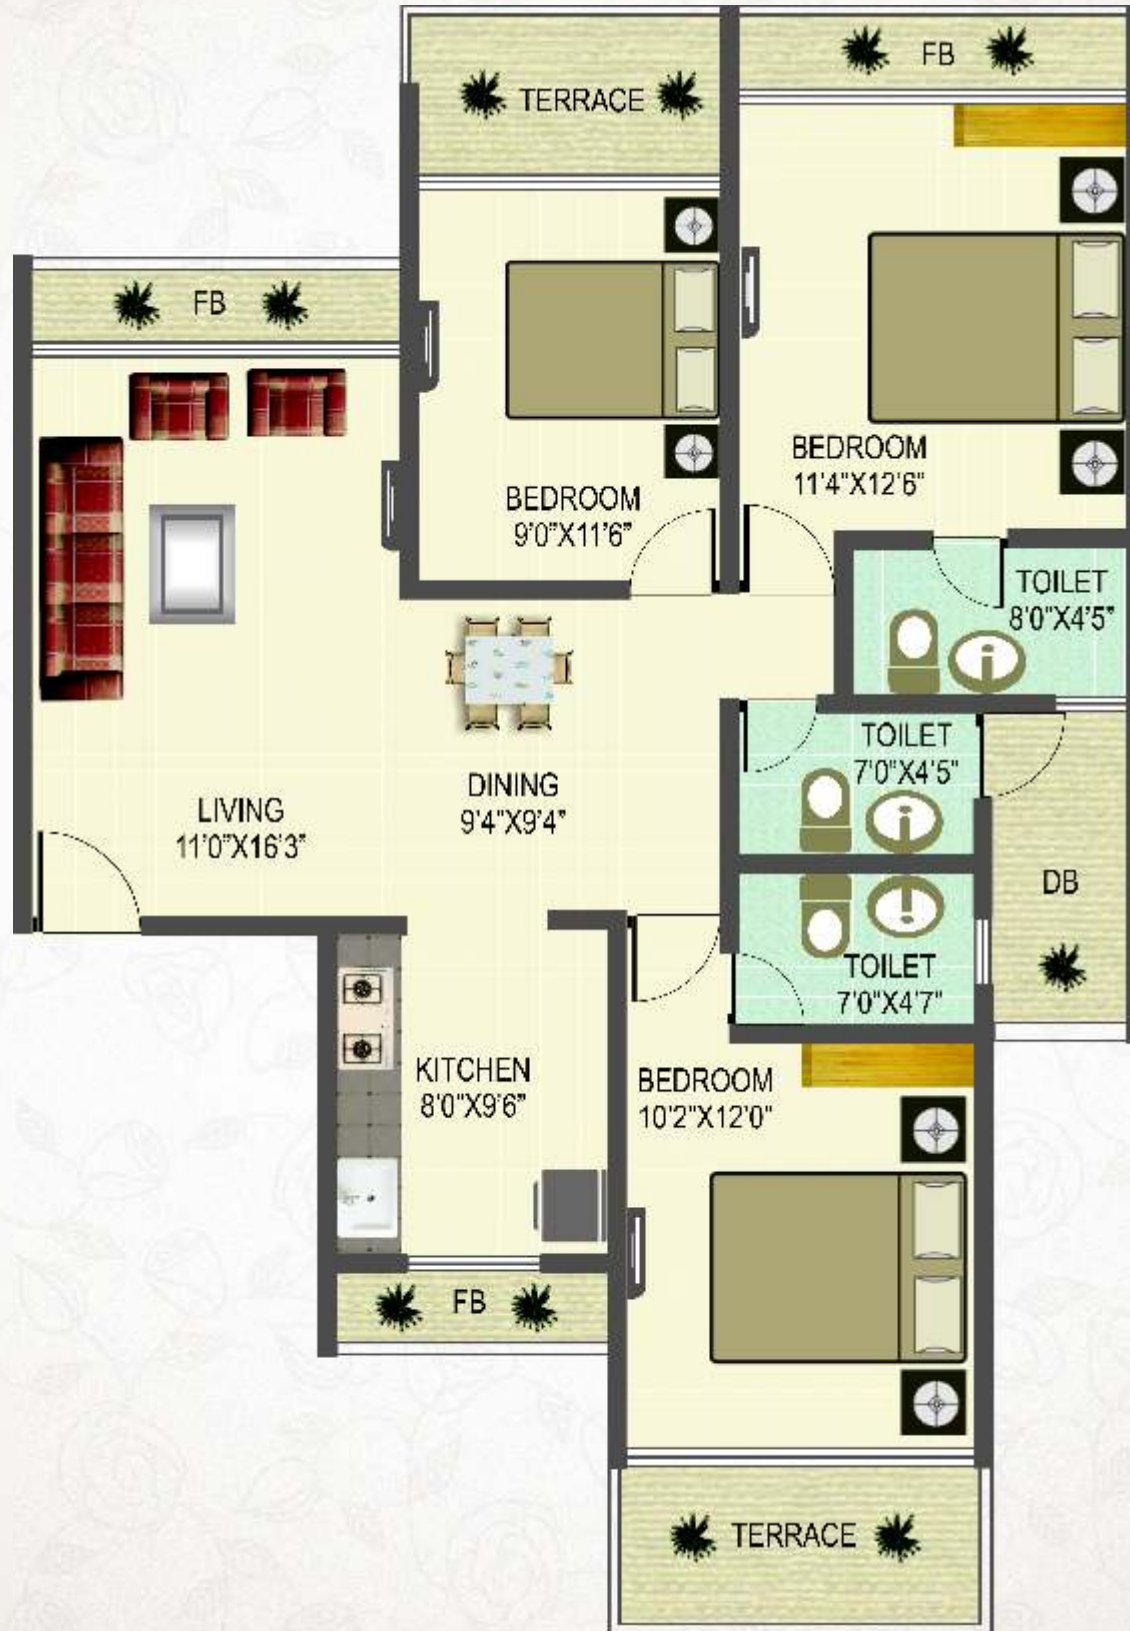 TERRACE
FB
FB
BEDROOM
11'4"X12'6"
BEDROOM
9'0"X11'6"
TOILET
8'0"X4'5"
TOILET
7'0"X4'5"
DINING
9'4"X9'4"
LIVING
11'0"X16'3"
DB
TOILET
7'0"X4'7"
KITCHEN
8'0"X9'6"
BEDROOM
10'2"X12'0"
FB
TERRACE